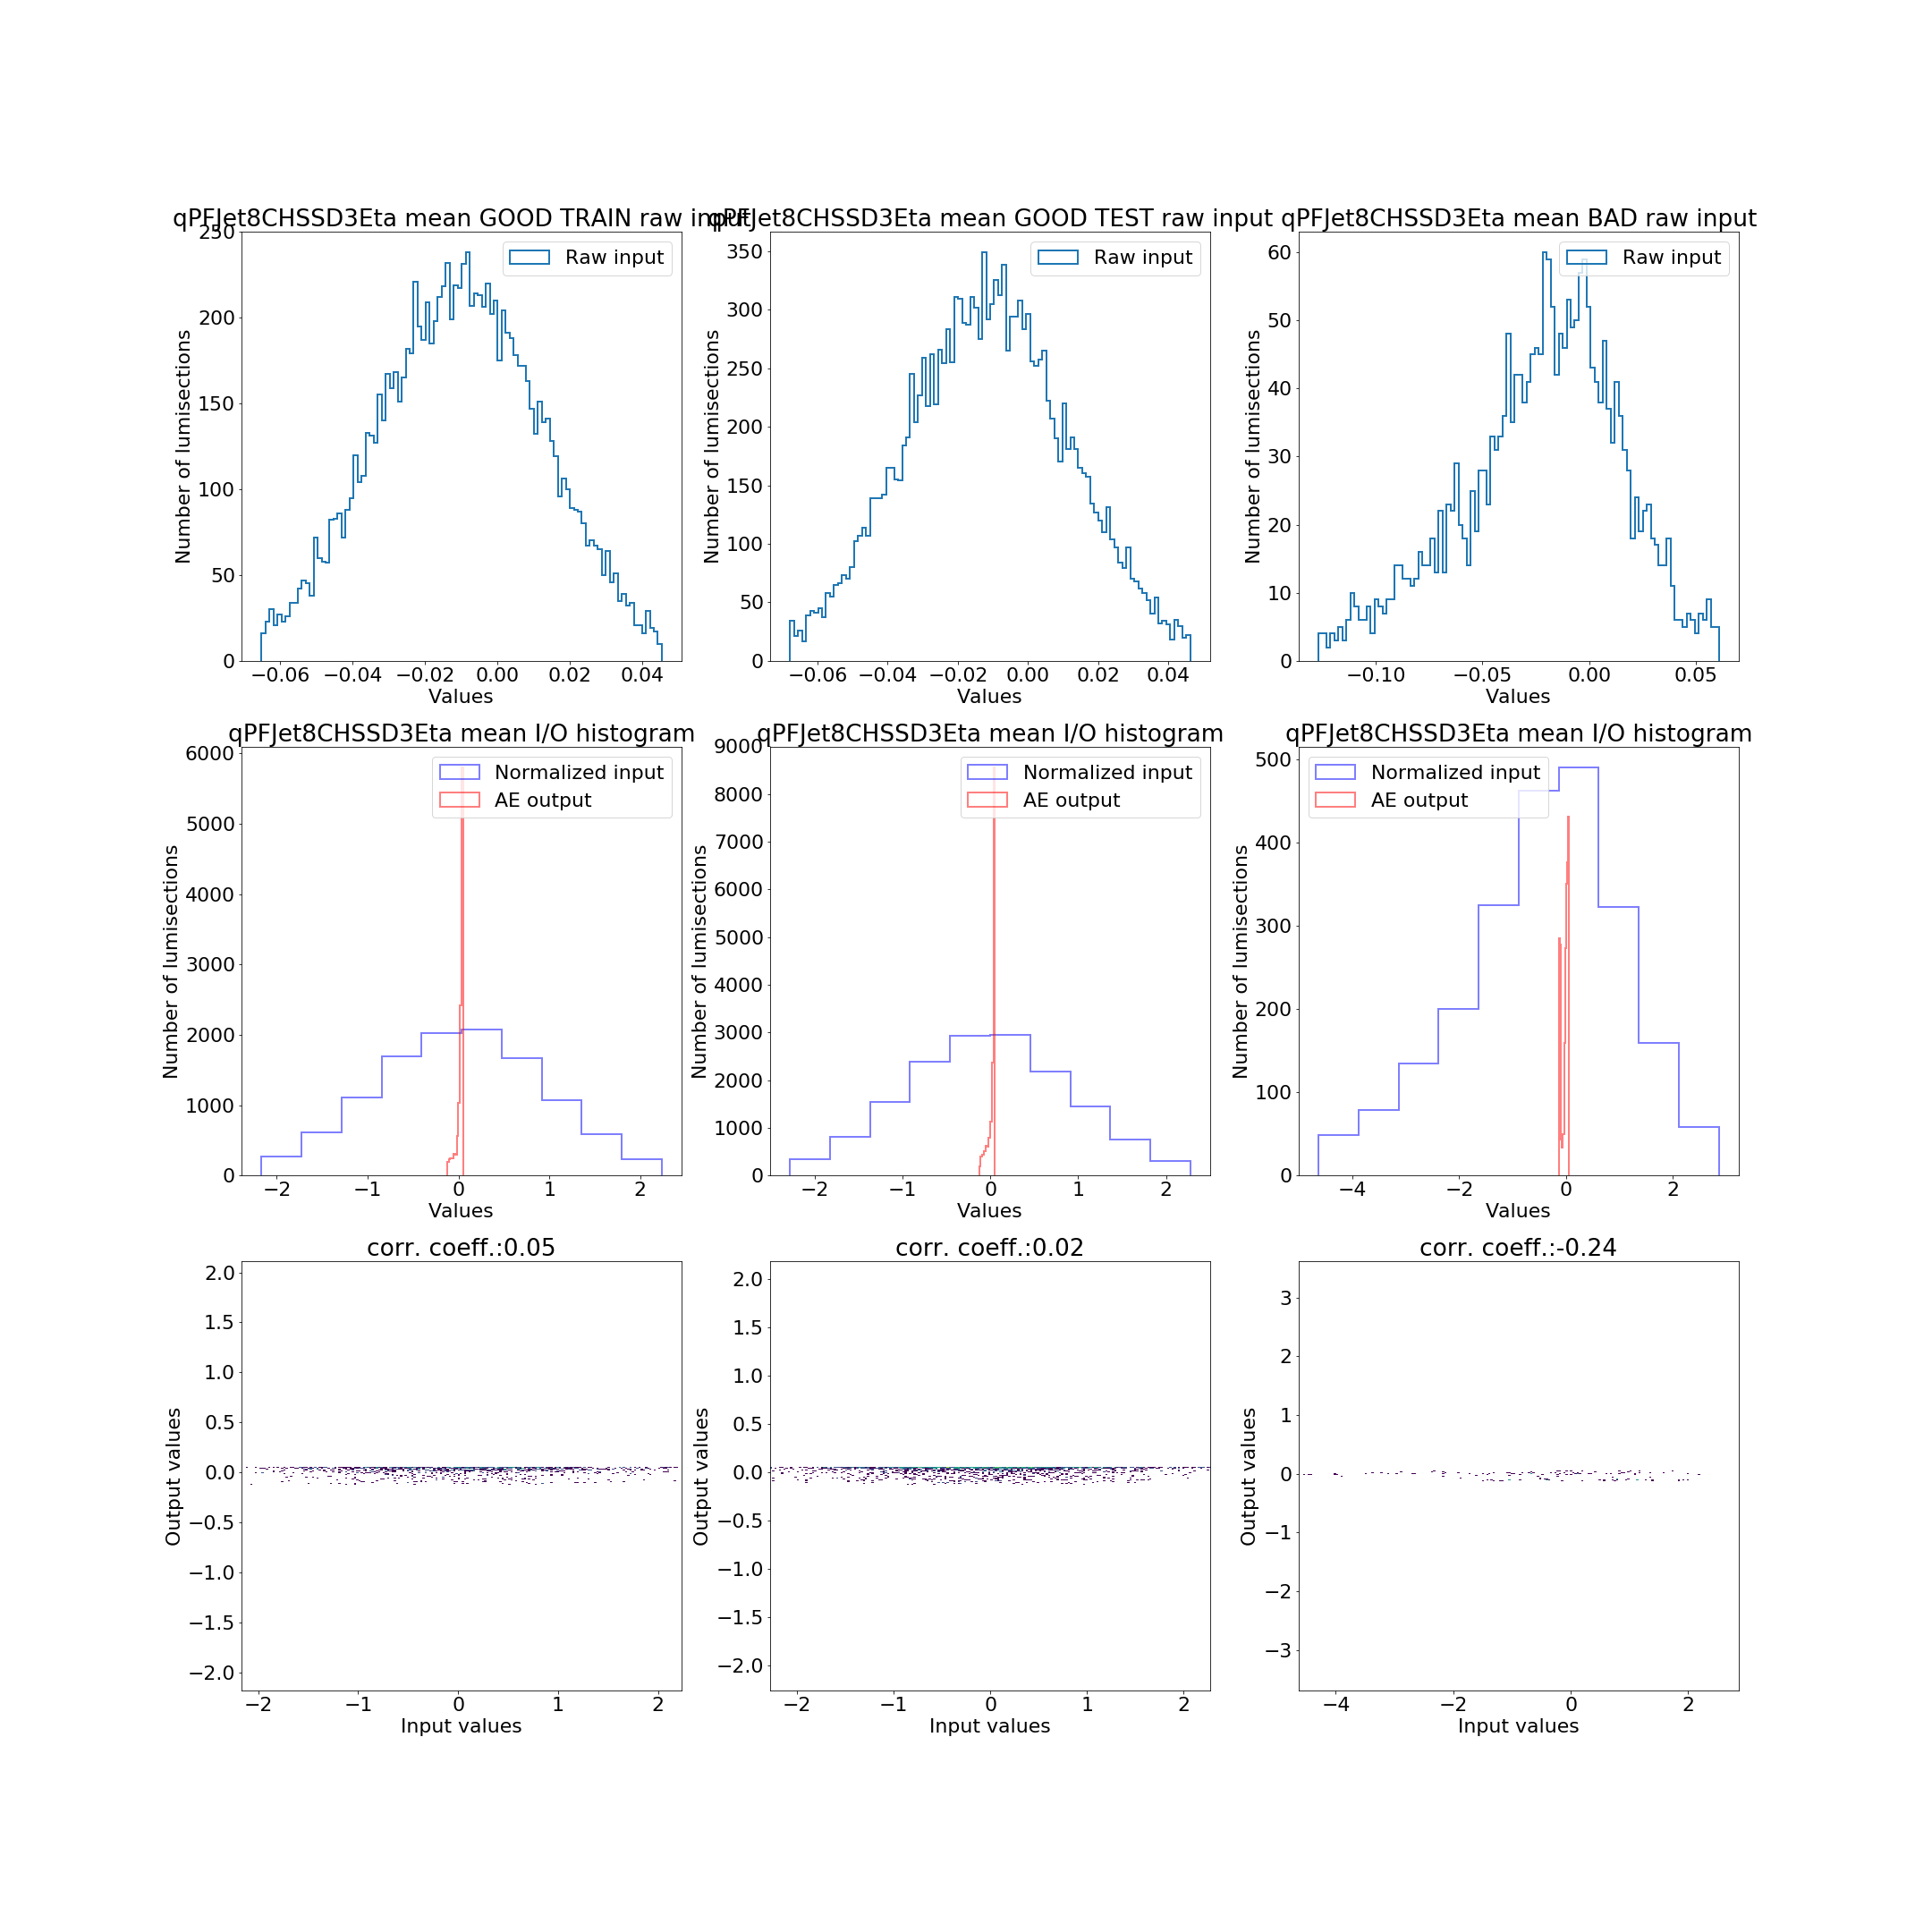 qPFJet8CHSSD3Eta mean GOOD TRAIN raw input
250
200
150
100
50
0
Number of lumisections
Raw input
−0.06 −0.04 −0.02 0.00 0.02 0.04
Values
qPFJet8CHSSD3Eta mean GOOD TEST raw input
350
300
250
200
150
100
50
0
Number of lumisections
Raw input
−0.06 −0.04 −0.02 0.00 0.02 0.04
Values
qPFJet8CHSSD3Eta mean BAD raw input
60
50
40
30
20
10
0
Number of lumisections
Raw input
−0.10 −0.05 0.00 0.05
Values
qPFJet8CHSSD3Eta mean I/O histogram
6000
5000
4000
3000
2000
1000
0
Number of lumisections
Normalized input
AE output
−2 −1 0 1 2
Values
qPFJet8CHSSD3Eta mean I/O histogram
9000
8000
7000
6000
5000
4000
3000
2000
1000
0
Number of lumisections
Normalized input
AE output
−2 −1 0 1 2
Values
qPFJet8CHSSD3Eta mean I/O histogram
500
400
300
200
100
0
Number of lumisections
Normalized input
AE output
−4 −2 0 2
Values
corr. coeff.:0.05
2.0
1.5
1.0
0.5
0.0
−0.5
−1.0
−1.5
−2.0
Output values
−2 −1 0 1 2
Input values
corr. coeff.:0.02
2.0
1.5
1.0
0.5
0.0
−0.5
−1.0
−1.5
−2.0
Output values
−2 −1 0 1 2
Input values
corr. coeff.:-0.24
3
2
1
0
−1
−2
−3
Output values
−4 −2 0 2
Input values